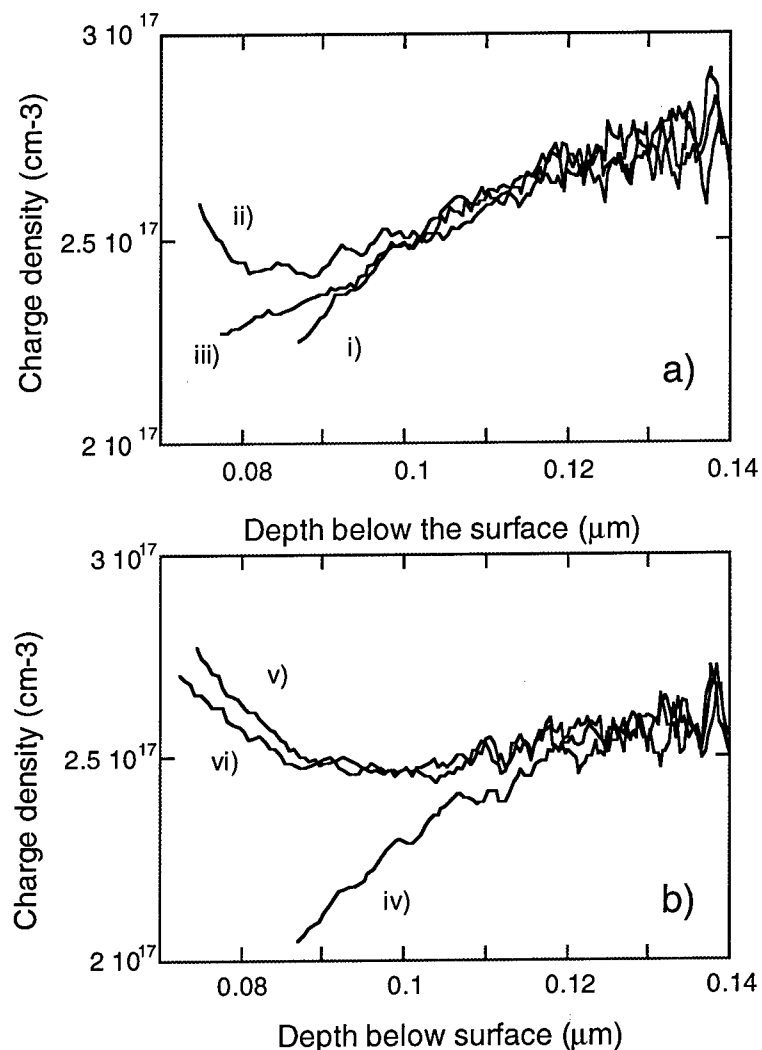 3 10 17
Charge density (cm-3)
2.5 10 17
2 10 17
ii)
iii)
i)
a)
0.08 0.1 0.12 0.14
Depth below the surface (μm)
3 10 17
Charge density (cm-3)
2.5 10 17
2 10 17
v)
vi)
iv)
b)
0.08 0.1 0.12 0.14
Depth below surface (μm)